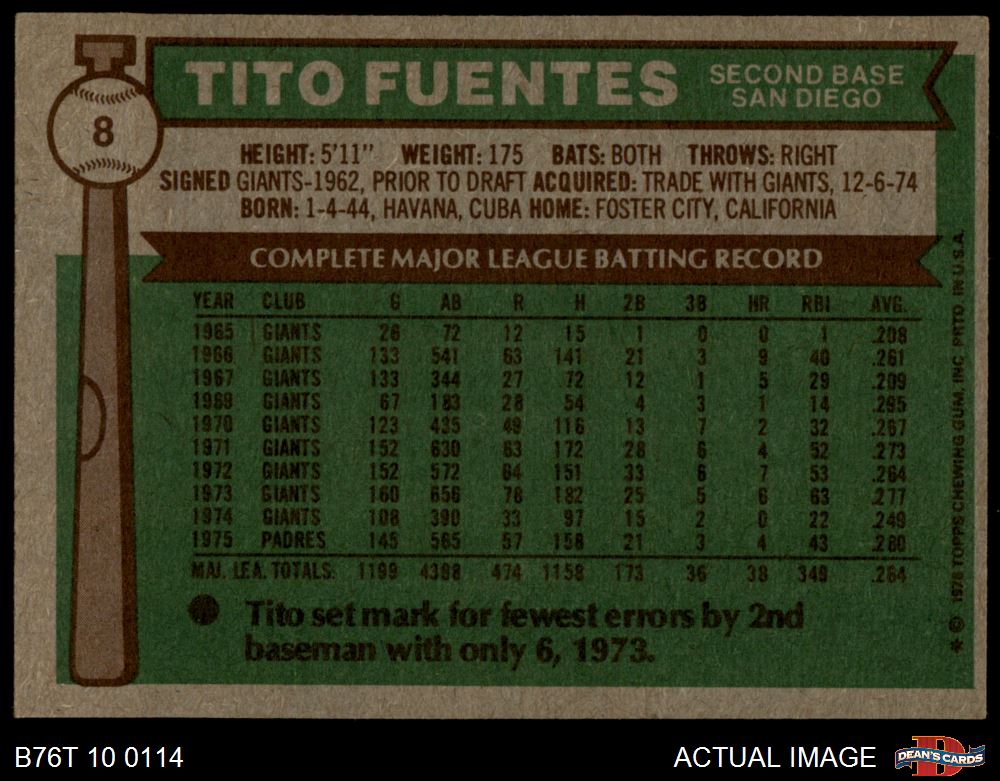 8
TITO FUENTES
SECOND BASE
SAN DIEGO
HEIGHT: 5'11" WEIGHT: 175 BATS: BOTH THROWS: RIGHT
SIGNED GIANTS-1962, PRIOR TO DRAFT ACQUIRED: TRADE WITH GIANTS, 12-6-74
BORN: 1-4-44, HAVANA, CUBA HOME: FOSTER CITY, CALIFORNIA
COMPLETE MAJOR LEAGUE BATTING RECORD
YEAR CLUB G AB R H 2B 3B HR RBI AVG.
1965 GIANTS 26 72 12 15 1 0 0 1 .208
1966 GIANTS 133 541 63 141 21 3 9 40 .261
1967 GIANTS 133 344 27 72 12 1 5 29 .209
1969 GIANTS 67 183 28 54 4 3 1 14 .295
1970 GIANTS 123 435 49 116 13 7 2 32 .267
1971 GIANTS 152 630 63 172 28 6 4 52 .273
1972 GIANTS 152 572 64 151 33 6 7 53 .264
1973 GIANTS 160 656 78 182 25 5 6 63 .277
1974 GIANTS 108 390 33 97 15 2 0 22 .249
1975 PADRES 145 565 57 158 21 3 4 43 .280
MAJ. LEA. TOTALS: 1199 4388 474 1158 173 36 38 349 .264
Tito set mark for fewest errors by 2nd
baseman with only 6, 1973.
* © 1976 TOPPS CHEWING GUM, INC. PRTD. IN U.S.A.
B76T 10 0114
ACTUAL IMAGE
D
DEAN'S CARDS